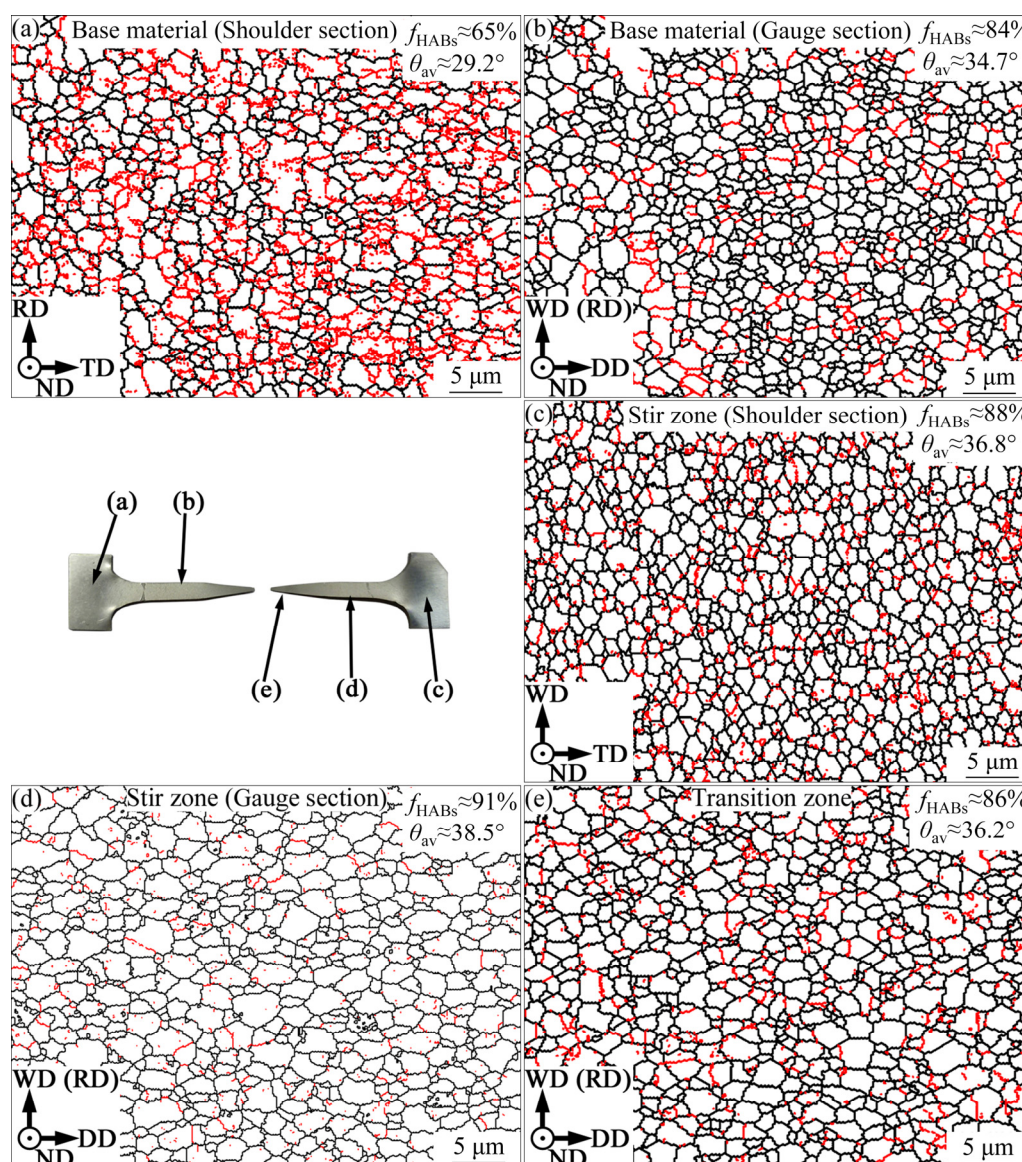 (a) Base material (Shoulder section) fHABs≈65%
θav≈29.2°
RD
TD
ND
5 μm
(b) Base material (Gauge section) fHABs≈84%
θav≈34.7°
WD (RD)
DD
ND
5 μm
(c) Stir zone (Shoulder section) fHABs≈88%
θav≈36.8°
WD
TD
ND
5 μm
(a)
(b)
(e)
(d)
(c)
(d) Stir zone (Gauge section) fHABs≈91%
θav≈38.5°
WD (RD)
DD
ND
5 μm
(e) Transition zone fHABs≈86%
θav≈36.2°
WD (RD)
DD
ND
5 μm